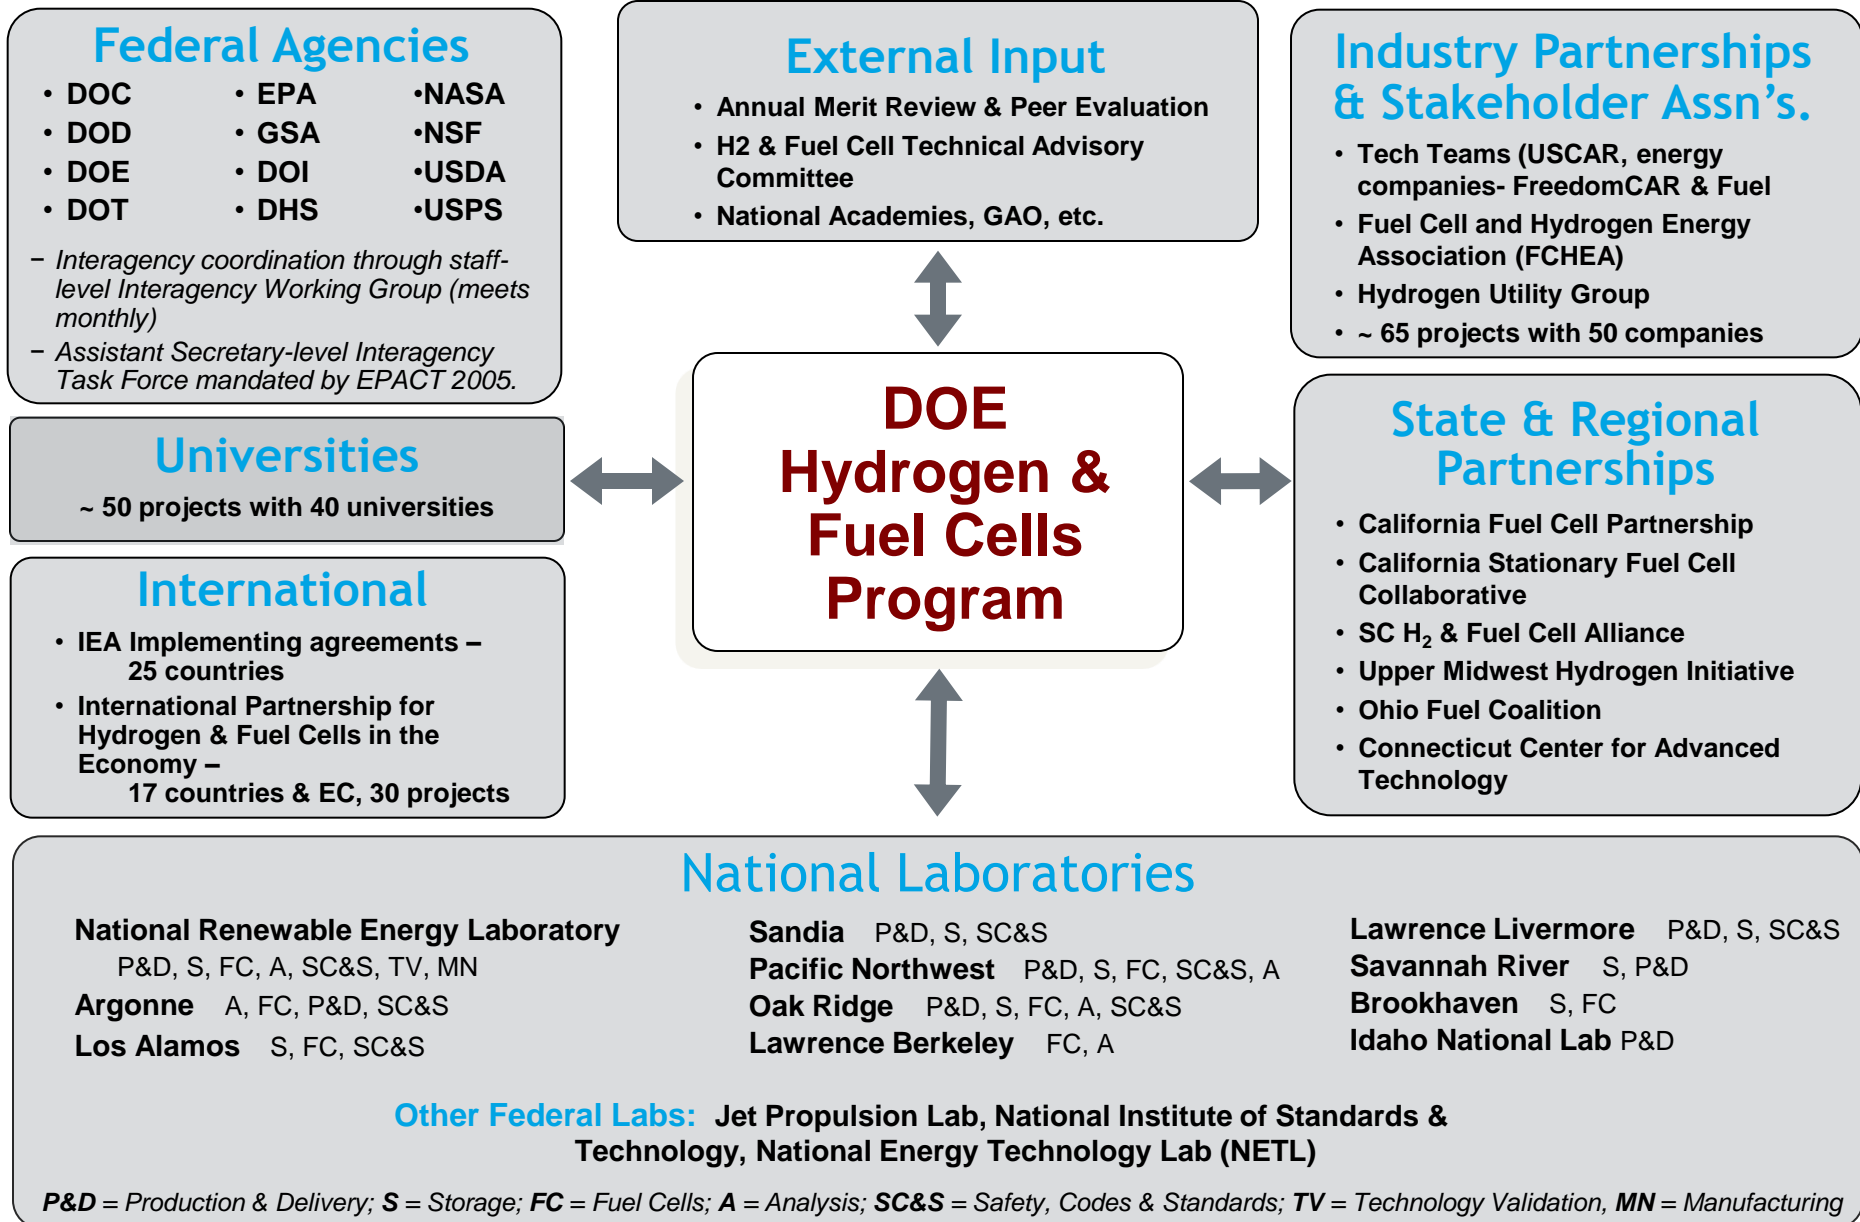 Federal Agencies
• DOC • EPA •NASA
• DOD • GSA •NSF
• DOE • DOI •USDA
• DOT • DHS •USPS
– Interagency coordination through staff-
level Interagency Working Group (meets
monthly)
– Assistant Secretary-level Interagency
Task Force mandated by EPACT 2005.
External Input
• Annual Merit Review & Peer Evaluation
• H2 & Fuel Cell Technical Advisory
Committee
• National Academies, GAO, etc.
Industry Partnerships
& Stakeholder Assn’s.
• Tech Teams (USCAR, energy
companies- FreedomCAR & Fuel
• Fuel Cell and Hydrogen Energy
Association (FCHEA)
• Hydrogen Utility Group
• ~ 65 projects with 50 companies
Universities
~ 50 projects with 40 universities
DOE
Hydrogen &
Fuel Cells
Program
State & Regional
Partnerships
• California Fuel Cell Partnership
• California Stationary Fuel Cell
Collaborative
• SC H₂ & Fuel Cell Alliance
• Upper Midwest Hydrogen Initiative
• Ohio Fuel Coalition
• Connecticut Center for Advanced
Technology
International
• IEA Implementing agreements –
25 countries
• International Partnership for
Hydrogen & Fuel Cells in the
Economy –
17 countries & EC, 30 projects
National Laboratories
National Renewable Energy Laboratory
P&D, S, FC, A, SC&S, TV, MN
Argonne A, FC, P&D, SC&S
Los Alamos S, FC, SC&S
Sandia P&D, S, SC&S
Pacific Northwest P&D, S, FC, SC&S, A
Oak Ridge P&D, S, FC, A, SC&S
Lawrence Berkeley FC, A
Lawrence Livermore P&D, S, SC&S
Savannah River S, P&D
Brookhaven S, FC
Idaho National Lab P&D
Other Federal Labs: Jet Propulsion Lab, National Institute of Standards &
Technology, National Energy Technology Lab (NETL)
P&D = Production & Delivery; S = Storage; FC = Fuel Cells; A = Analysis; SC&S = Safety, Codes & Standards; TV = Technology Validation, MN = Manufacturing